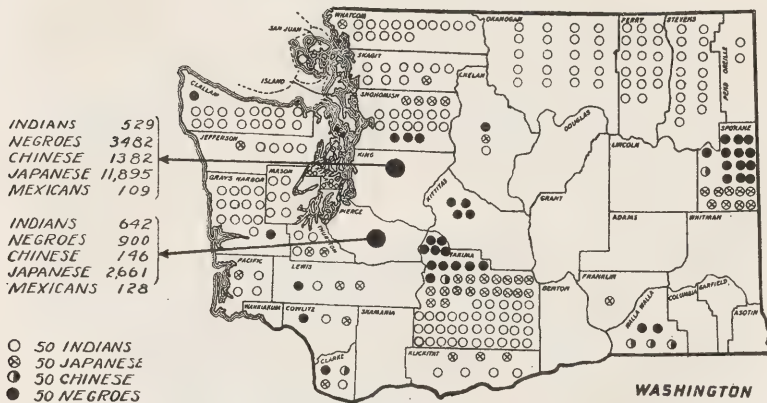 WHATCOM
OKANOGAN
FERRY
STEVENS
PEND OREILLE
SAN JUAN
SKAGIT
ISLAND
CHELAN
CLALLAM
SNOHOMISH
DOUGLAS
LINCOLN
SPOKANE
INDIANS 529
NEGROES 3482
CHINESE 1382
JAPANESE 11,895
MEXICANS 109
JEFFERSON
KING
GRAYS HARBOR
MASON
KITTITAS
GRANT
ADAMS
WHITMAN
INDIANS 642
NEGROES 900
CHINESE 146
JAPANESE 2,661
MEXICANS 128
PIERCE
THURSTON
YAKIMA
PACIFIC
LEWIS
FRANKLIN
BENTON
WALLA WALLA
COLUMBIA
GARFIELD
ASOTIN
WAHKIAKUM
COWLITZ
SKAMANIA
CLARKE
KLICKITAT
50 INDIANS
50 JAPANESE
50 CHINESE
50 NEGROES
WASHINGTON